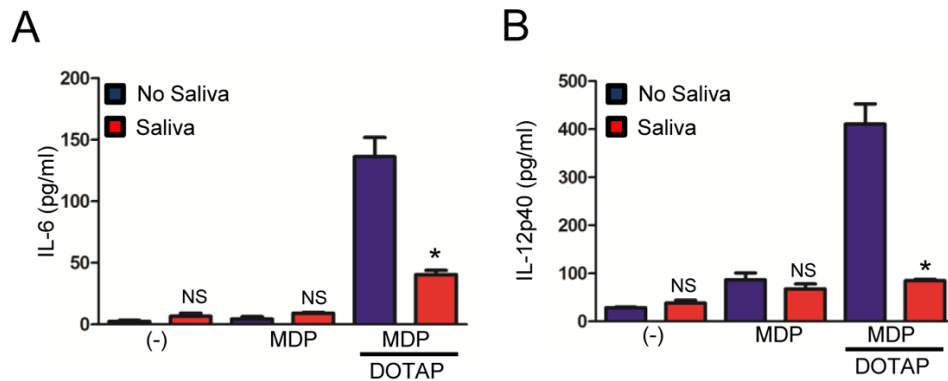 A
IL-6 (pg/ml)
200
150
100
50
0
No Saliva
Saliva
NS
NS
*
(-)
MDP
MDP
DOTAP
B
IL-12p40 (pg/ml)
500
400
300
200
100
0
No Saliva
Saliva
NS
NS
*
(-)
MDP
MDP
DOTAP